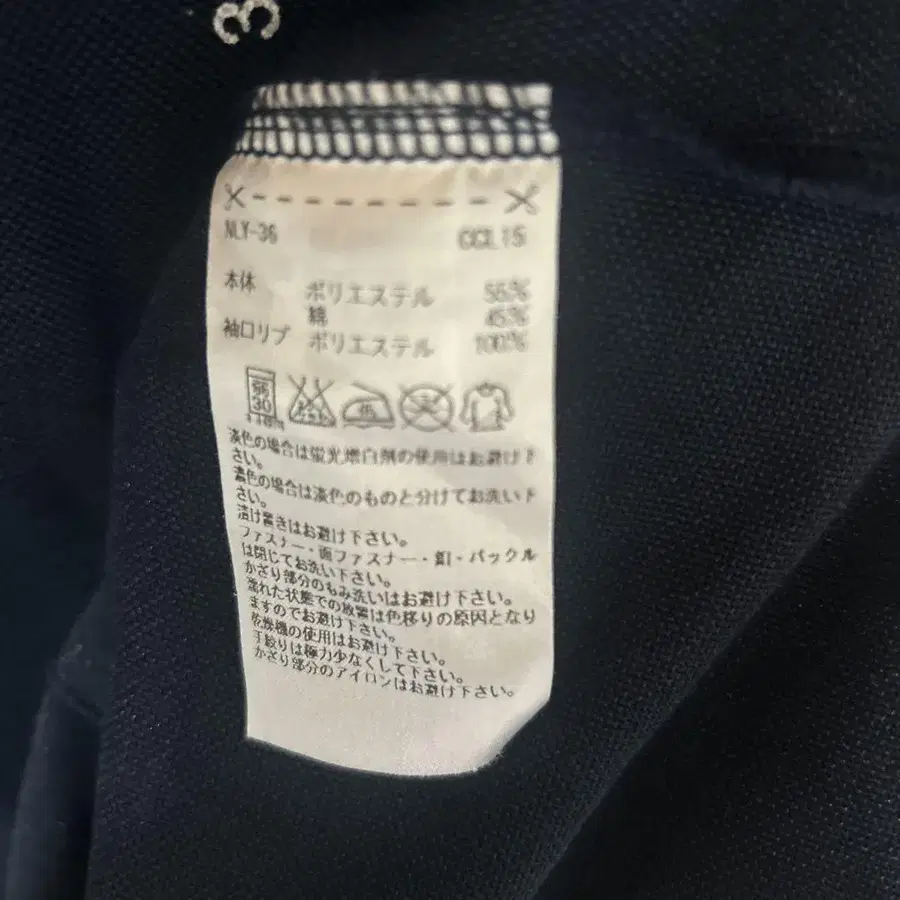 3
NLY-36 CCL15
本体 ポリエステル 55%
綿 45%
袖口リブ ポリエステル 100%
弱
30
淡色の場合は蛍光増白剤の使用はお避け下
さい。
濃色の場合は淡色のものと分けてお洗い下
さい。
漬け置きはお避け下さい。
ファスナー・面ファスナー・釦・バックル
は閉じてお洗い下さい。
かざり部分のもみ洗いはお避け下さい。
濡れた状態での放置は色移りの原因となり
ますのでお避け下さい。
乾燥機の使用はお避け下さい。
手絞りは極力少なくして下さい。
かざり部分のアイロンはお避け下さい。